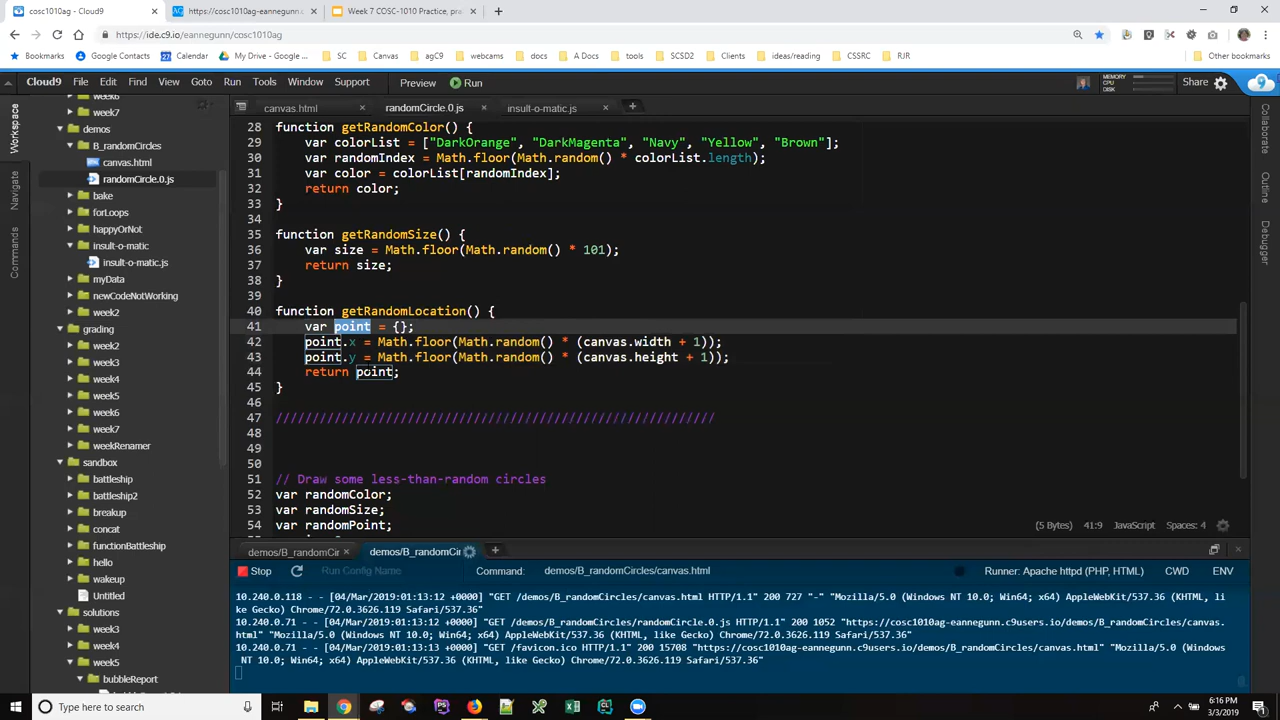 cosc1010ag - Cloud9
https://cosc1010ag-eannegunn.c
Week 7 COSC-1010 Practice, pra
https://ide.c9.io/eannegunn/cosc1010ag
Bookmarks
Google Contacts
Calendar
My Drive - Google
SC
Canvas
agC9
webcams
docs
A Docs
tools
SCSD2
Clients
ideas/reading
CSSRC
RJR
Other bookmarks
Cloud9
File
Edit
Find
View
Goto
Run
Tools
Window
Support
Preview
Run
MEMORY
CPU
DISK
Share
Workspace
Navigate
Commands
week6
week7
demos
B_randomCircles
canvas.html
randomCircle.0.js
bake
forLoops
happyOrNot
insult-o-matic
insult-o-matic.js
myData
newCodeNotWorking
week2
grading
week2
week3
week4
week5
week6
week7
weekRenamer
sandbox
battleship
battleship2
breakup
concat
functionBattleship
hello
wakeup
Untitled
solutions
week3
week4
week5
bubbleReport
canvas.html
randomCircle.0.js
insult-o-matic.js
28 function getRandomColor() {
29 var colorList = ["DarkOrange", "DarkMagenta", "Navy", "Yellow", "Brown"];
30 var randomIndex = Math.floor(Math.random() * colorList.length);
31 var color = colorList[randomIndex];
32 return color;
33 }
34
35 function getRandomSize() {
36 var size = Math.floor(Math.random() * 101);
37 return size;
38 }
39
40 function getRandomLocation() {
41 var point = {};
42 point.x = Math.floor(Math.random() * (canvas.width + 1));
43 point.y = Math.floor(Math.random() * (canvas.height + 1));
44 return point;
45 }
46
47 ////////////////////////////////////////////////////////////
48
49
50
51 // Draw some less-than-random circles
52 var randomColor;
53 var randomSize;
54 var randomPoint;
(5 Bytes) 41:9 JavaScript Spaces: 4
Collaborate
Outline
Debugger
demos/B_randomCir
demos/B_randomCir
Stop
Run Config Name
Command:
demos/B_randomCircles/canvas.html
Runner: Apache httpd (PHP, HTML)
CWD
ENV
10.240.0.118 - - [04/Mar/2019:01:13:12 +0000] "GET /demos/B_randomCircles/canvas.html HTTP/1.1" 200 727 "-" "Mozilla/5.0 (Windows NT 10.0; Win64; x64) AppleWebKit/537.36 (KHTML, li
ke Gecko) Chrome/72.0.3626.119 Safari/537.36"
10.240.0.71 - - [04/Mar/2019:01:13:12 +0000] "GET /demos/B_randomCircles/randomCircle.0.js HTTP/1.1" 200 1052 "https://cosc1010ag-eannegunn.c9users.io/demos/B_randomCircles/canvas.
html" "Mozilla/5.0 (Windows NT 10.0; Win64; x64) AppleWebKit/537.36 (KHTML, like Gecko) Chrome/72.0.3626.119 Safari/537.36"
10.240.0.71 - - [04/Mar/2019:01:13:12 +0000] "GET /favicon.ico HTTP/1.1" 200 15708 "https://cosc1010ag-eannegunn.c9users.io/demos/B_randomCircles/canvas.html" "Mozilla/5.0 (Windows
NT 10.0; Win64; x64) AppleWebKit/537.36 (KHTML, like Gecko) Chrome/72.0.3626.119 Safari/537.36"
Type here to search
6:16 PM
3/3/2019